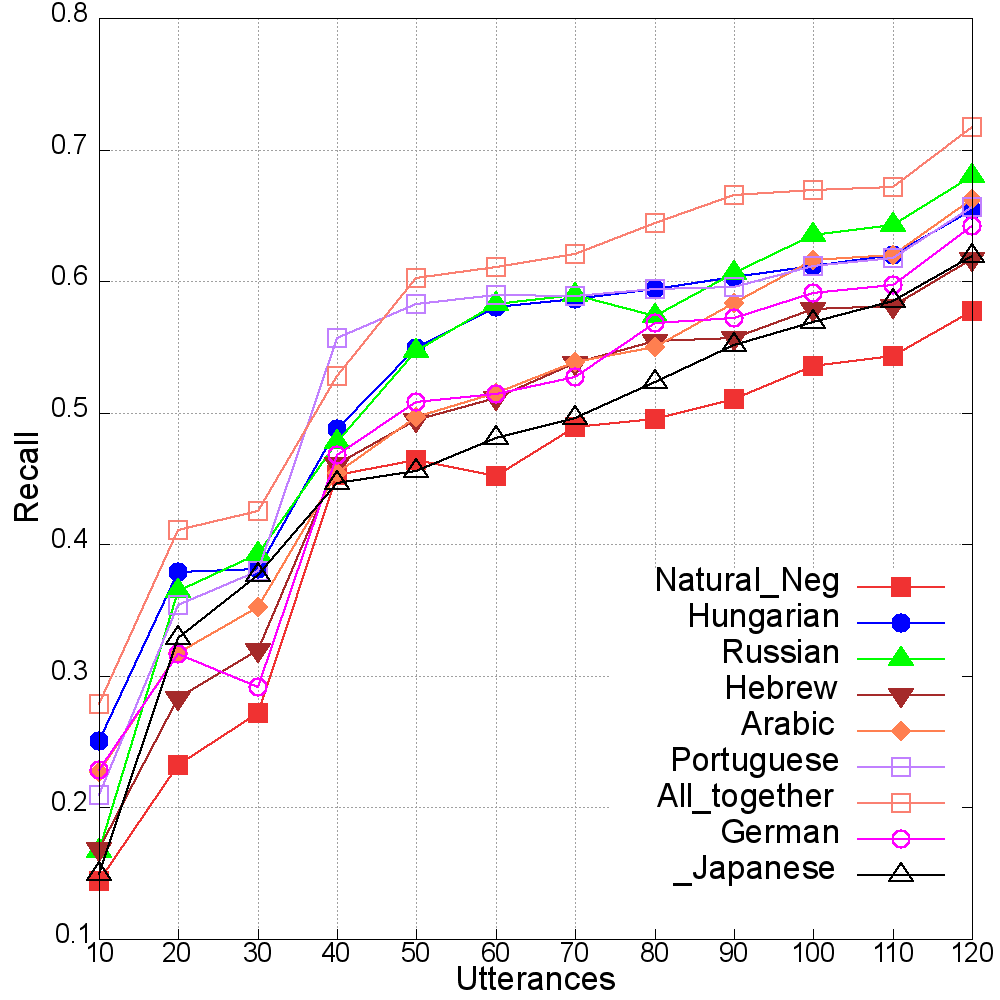 0.8
0.7
0.6
0.5
0.4
0.3
0.2
0.1
Recall
Natural_Neg
Hungarian
Russian
Hebrew
Arabic
Portuguese
All_together
German
_Japanese
10 20 30 40 50 60 70 80 90 100 110 120
Utterances